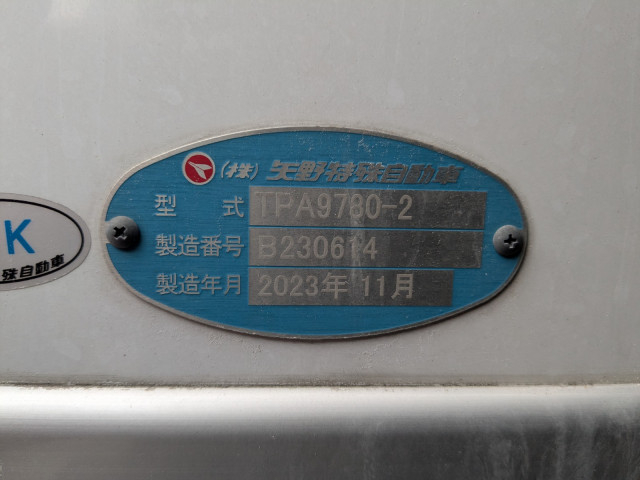 (株) 矢野特殊自動車
型 式 TPA9780-2
製造番号 B230614
製造年月 2023年 11月
K
殊自動車